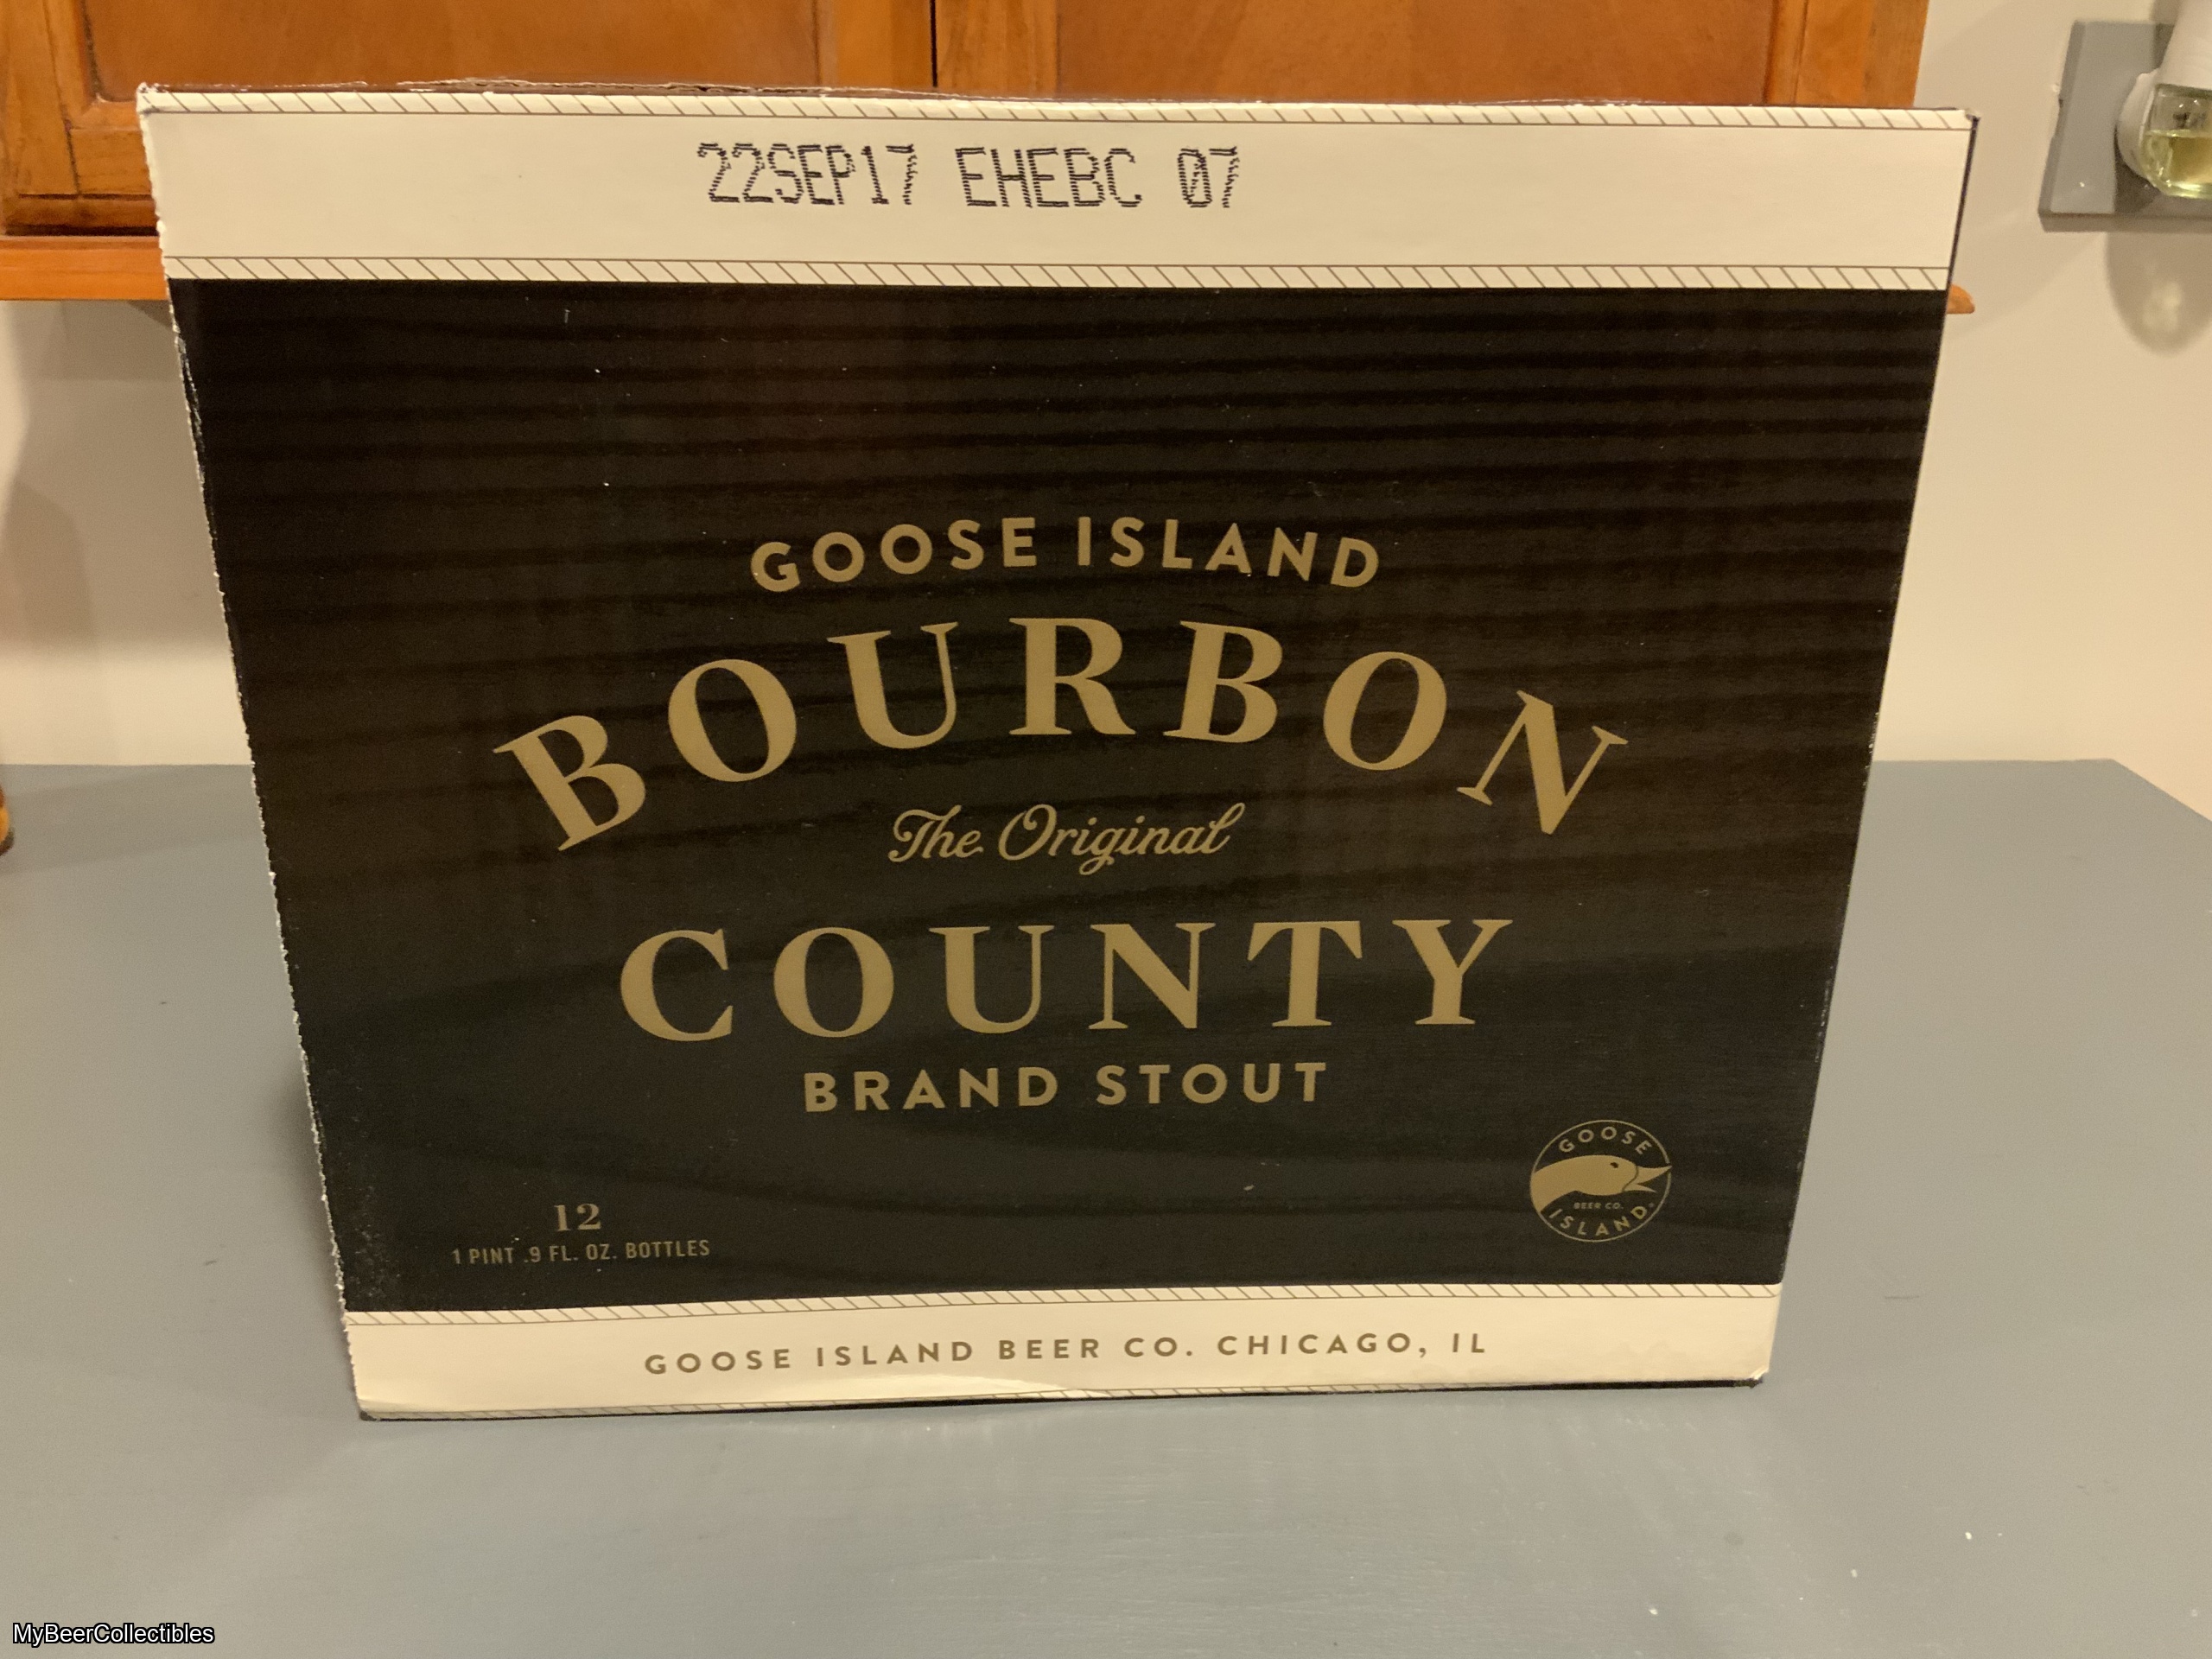 22SEP17 EHEBC 07
GOOSE ISLAND
BOURBON
The Original
COUNTY
BRAND STOUT
12
1 PINT .9 FL. OZ. BOTTLES
GOOSE
BEER CO.
ISLAND®
GOOSE ISLAND BEER CO. CHICAGO, IL
MyBeerCollectibles